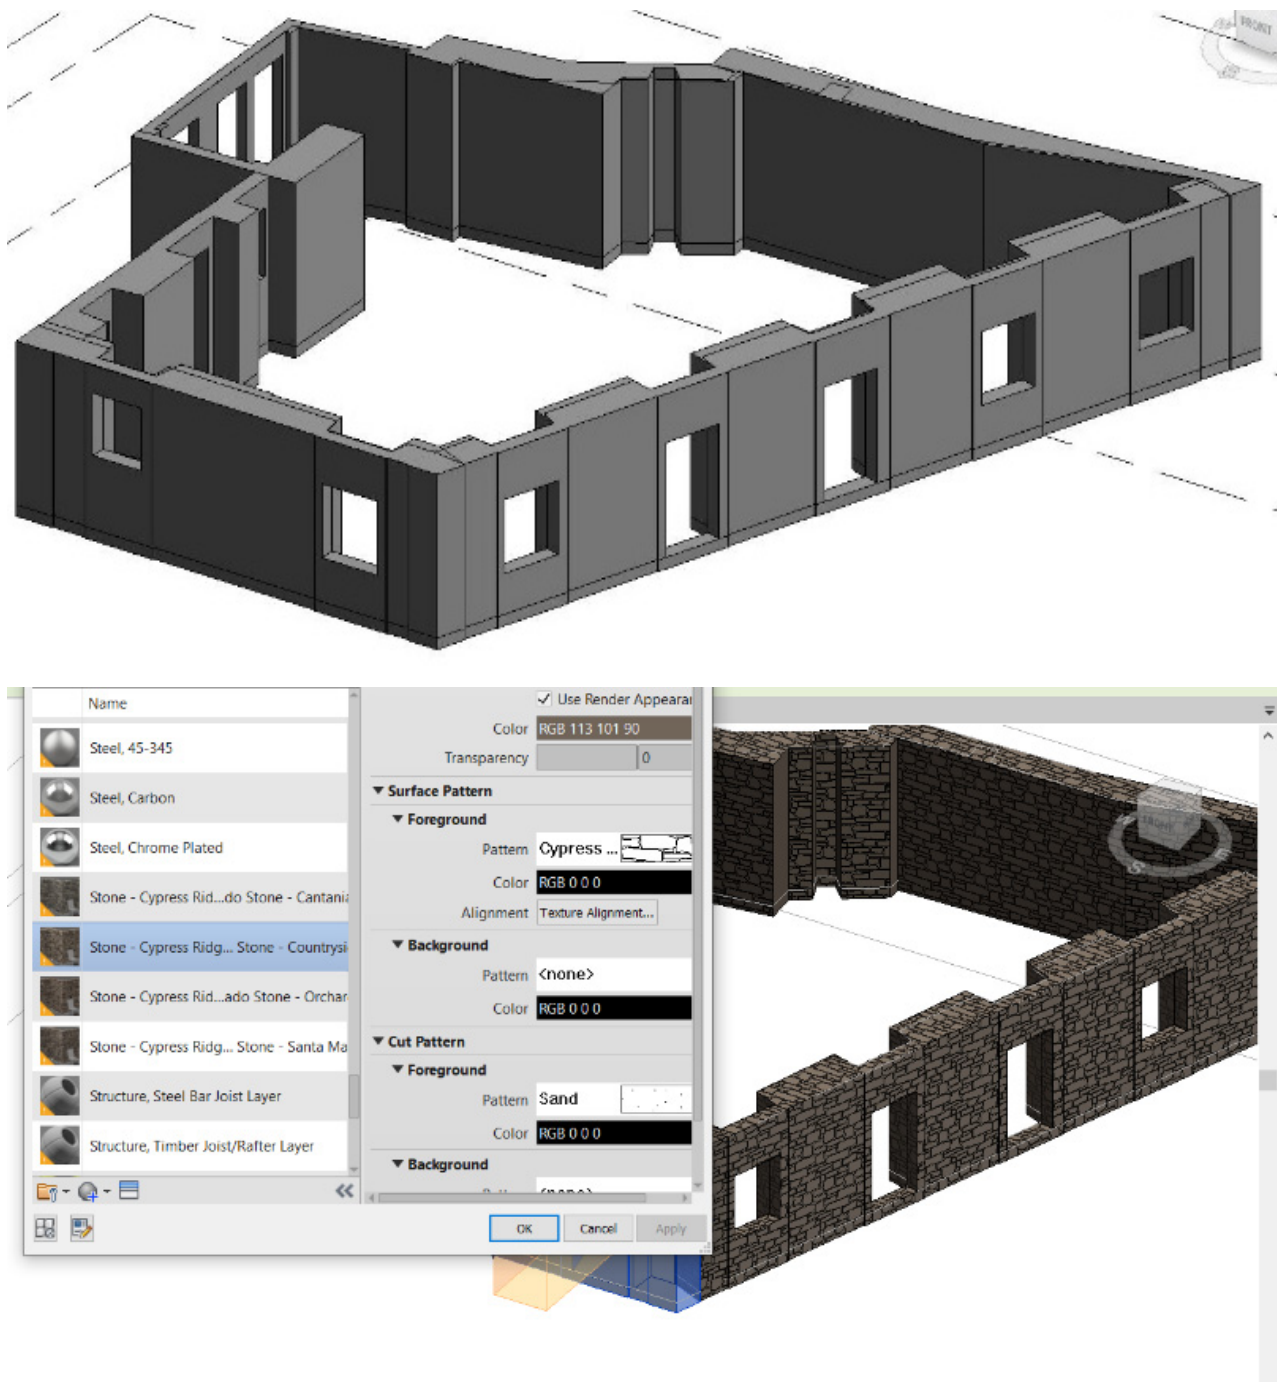 FRONT
Name
Use Render Appearar
Color RGB 113 101 90
Steel, 45-345
Transparency 0
Surface Pattern
Steel, Carbon
Foreground
Steel, Chrome Plated
Pattern Cypress ...
Color RGB 0 0 0
Stone - Cypress Rid...do Stone - Cantania
Alignment Texture Alignment...
Stone - Cypress Ridg... Stone - Countrysi
Background
Pattern <none>
Stone - Cypress Rid...ado Stone - Orchar
Color RGB 0 0 0
Stone - Cypress Ridg... Stone - Santa Ma
Cut Pattern
Foreground
Structure, Steel Bar Joist Layer
Pattern Sand
Color RGB 0 0 0
Structure, Timber Joist/Rafter Layer
Background
OK Cancel Apply
FRONT